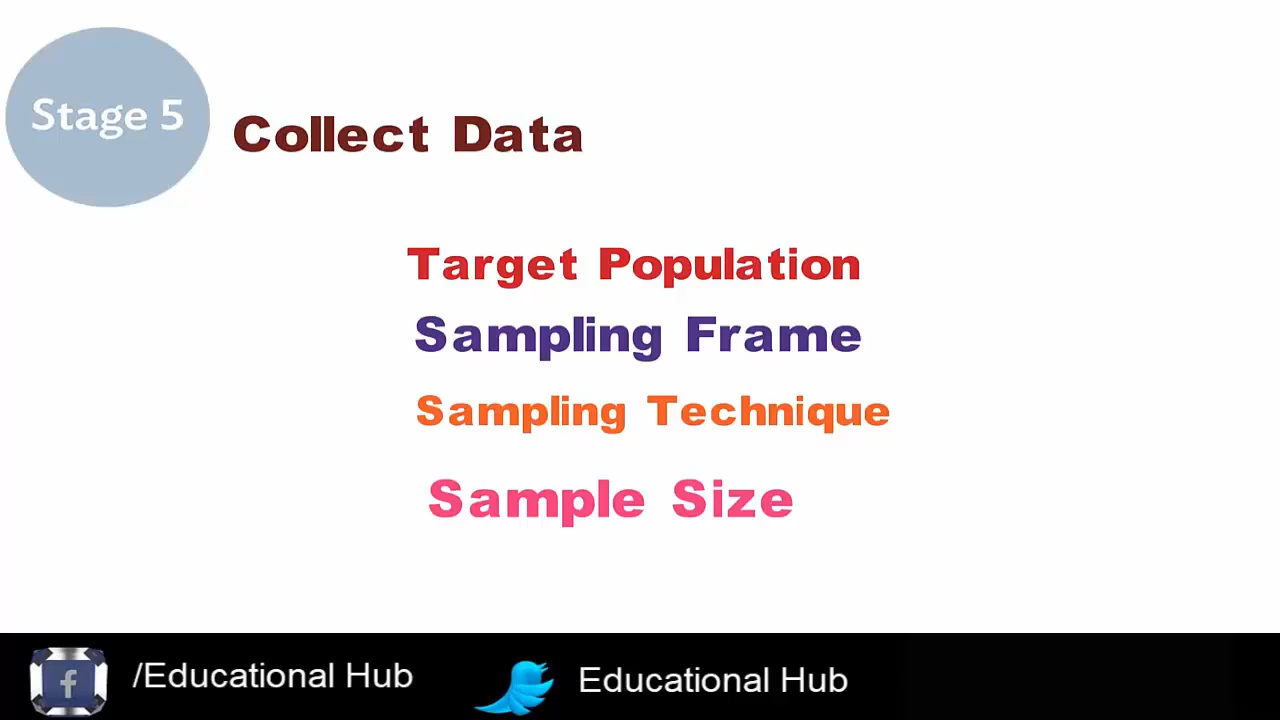 Stage 5
Collect Data
Target Population
Sampling Frame
Sampling Technique
Sample Size
f
/Educational Hub
Educational Hub